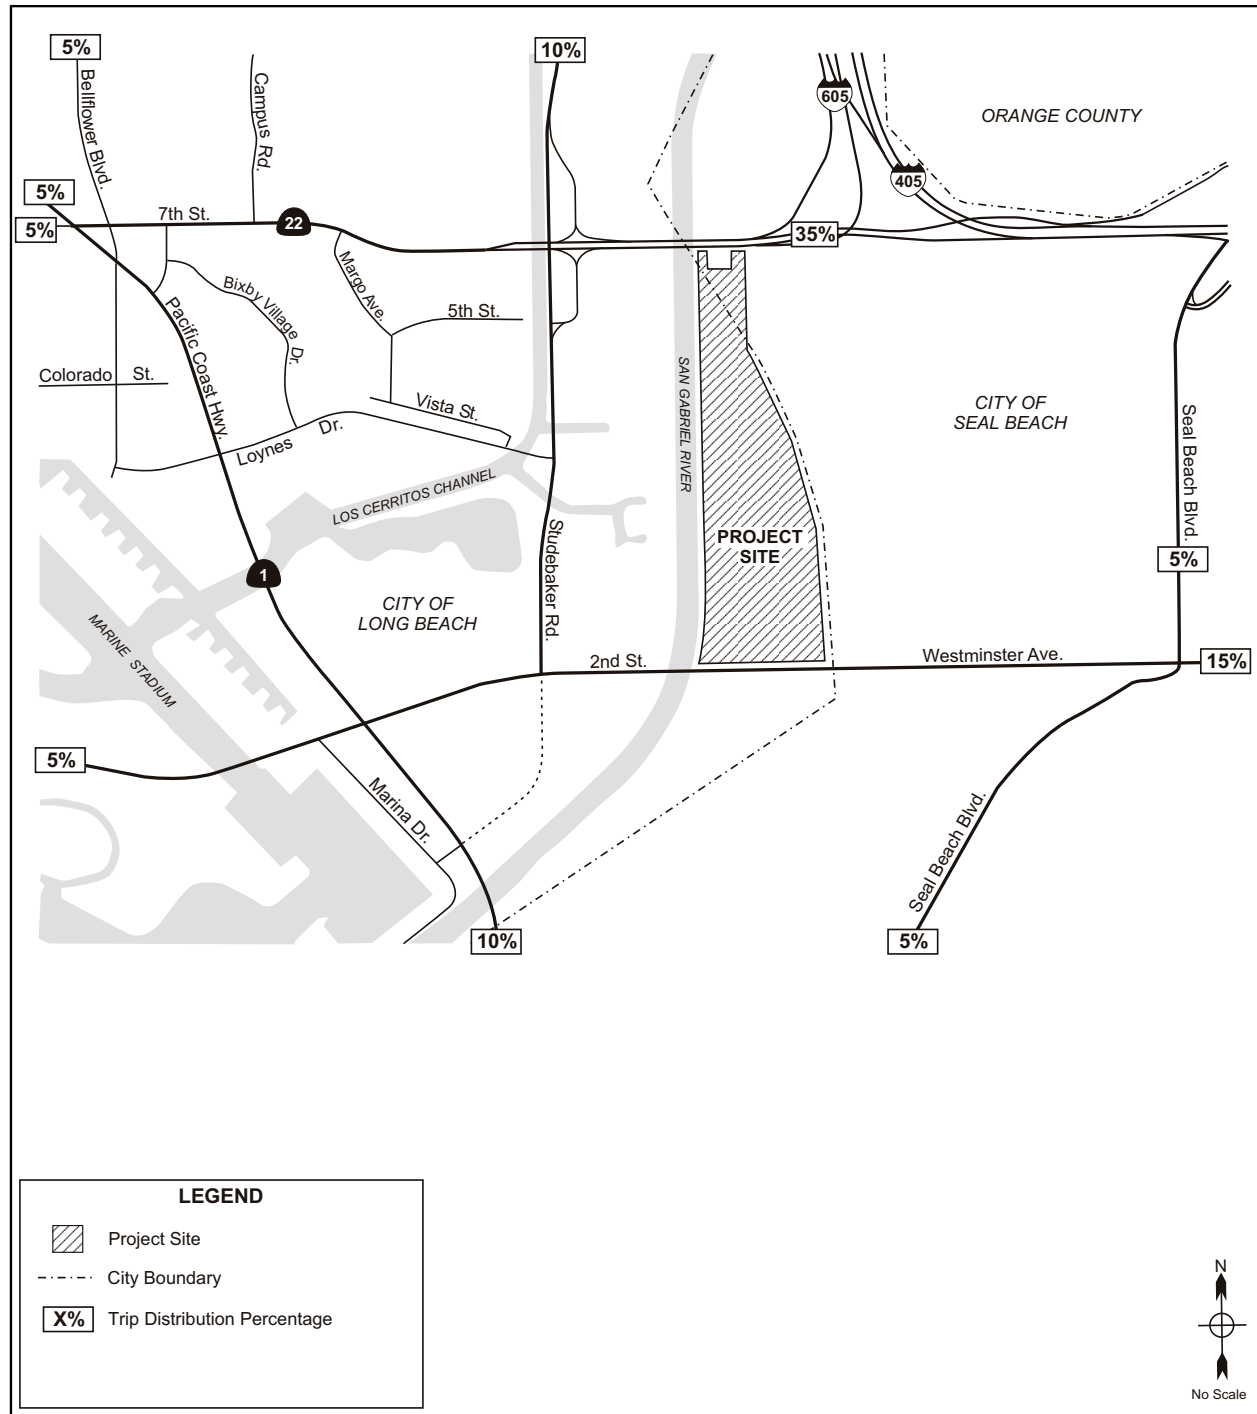 5%
10%
Bellflower Blvd.
Campus Rd.
605
ORANGE COUNTY
405
5%
5%
7th St.
22
35%
Margo Ave.
Bixby Village Dr.
5th St.
Pacific Coast Hwy.
Colorado St.
Vista St.
Loynes Dr.
SAN GABRIEL RIVER
CITY OF
SEAL BEACH
Seal Beach Blvd.
LOS CERRITOS CHANNEL
Studebaker Rd.
PROJECT
SITE
5%
1
CITY OF
LONG BEACH
MARINE STADIUM
2nd St.
Westminster Ave.
15%
5%
Marina Dr.
Seal Beach Blvd.
10%
5%
LEGEND
Project Site
City Boundary
X% Trip Distribution Percentage
N
No Scale